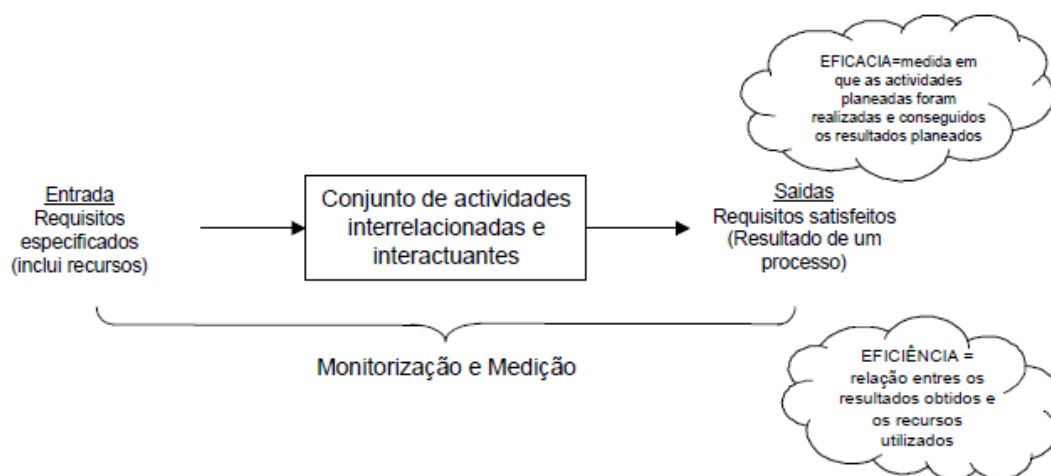 EFICACIA=medida em
que as actividades
planeadas foram
realizadas e conseguidos
os resultados planeados
Entrada
Requisitos
especificados
(inclui recursos)
Conjunto de actividades
interrelacionadas e
interactuantes
Saidas
Requisitos satisfeitos
(Resultado de um
processo)
Monitorização e Medição
EFICIÊNCIA =
relação entres os
resultados obtidos e
os recursos
utilizados